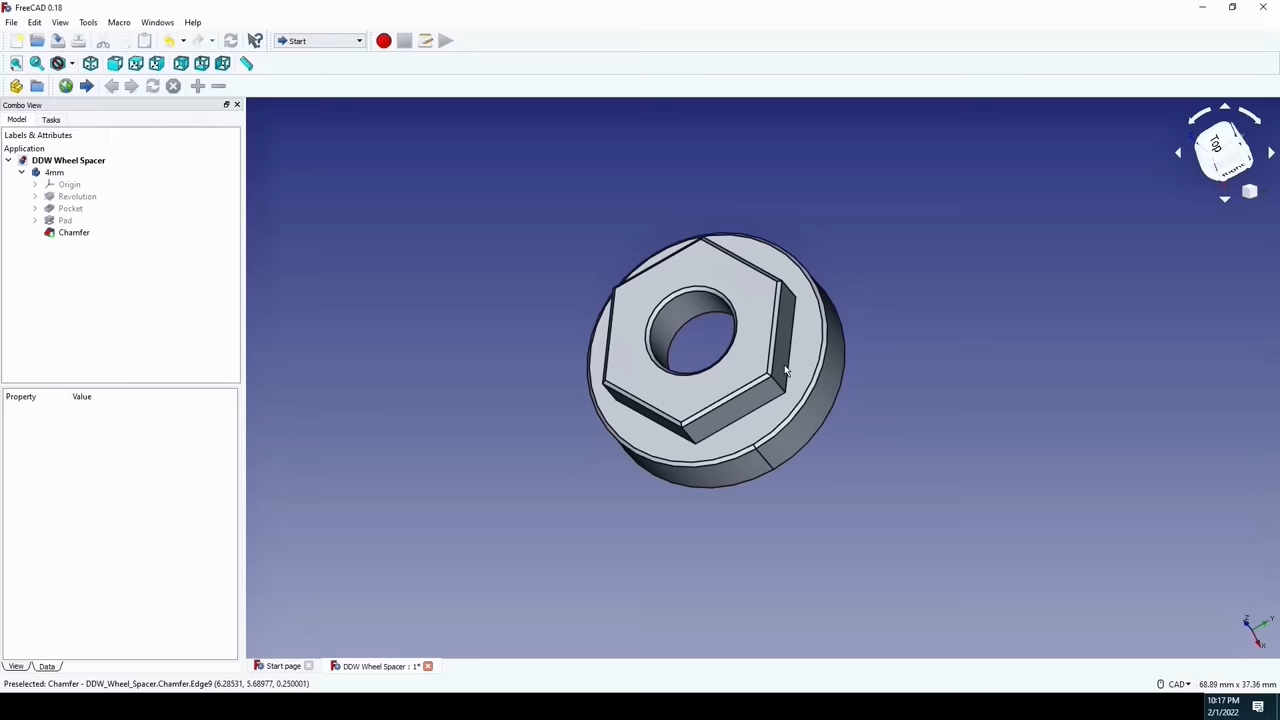 FreeCAD 0.18
File Edit View Tools Macro Windows Help
Start
Combo View
Model Tasks
Labels & Attributes
Application
DDW Wheel Spacer
4mm
Origin
Revolution
Pocket
Pad
Chamfer
Property Value
TOP
View Data
Start page DDW Wheel Spacer : 1*
Preselected: Chamfer - DDW_Wheel_Spacer.Chamfer.Edge9 (6.28531, 5.68977, 0.250001)
CAD 68.89 mm x 37.36 mm
10:17 PM
2/1/2022